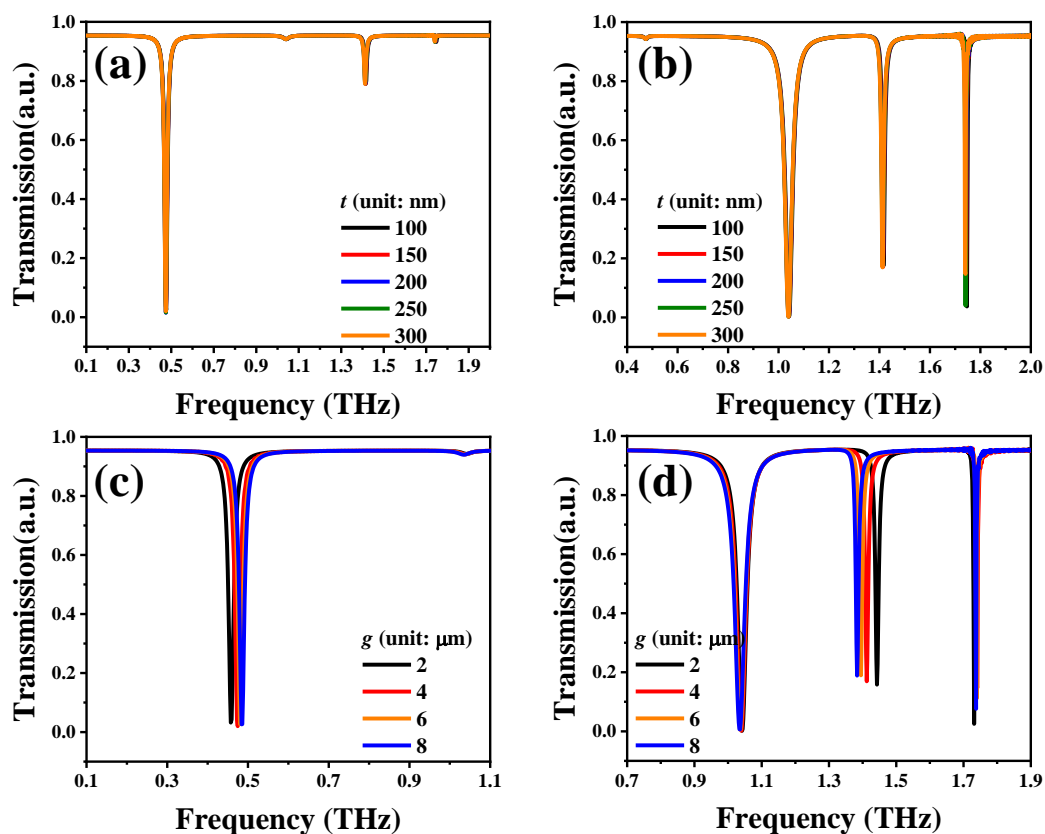 (a)
1.0
0.8
0.6
0.4
0.2
0.0
Transmission(a.u.)
t (unit: nm)
100
150
200
250
300
0.1 0.3 0.5 0.7 0.9 1.1 1.3 1.5 1.7 1.9
Frequency (THz)
(b)
1.0
0.8
0.6
0.4
0.2
0.0
Transmission(a.u.)
t (unit: nm)
100
150
200
250
300
0.4 0.6 0.8 1.0 1.2 1.4 1.6 1.8 2.0
Frequency (THz)
(c)
1.0
0.8
0.6
0.4
0.2
0.0
Transmission(a.u.)
g (unit: μm)
2
4
6
8
0.1 0.3 0.5 0.7 0.9 1.1
Frequency (THz)
(d)
1.0
0.8
0.6
0.4
0.2
0.0
Transmission(a.u.)
g (unit: μm)
2
4
6
8
0.7 0.9 1.1 1.3 1.5 1.7 1.9
Frequency (THz)